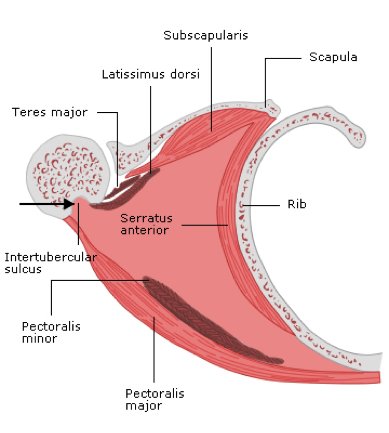 Subscapularis
Scapula
Latissimus dorsi
Teres major
Rib
Serratus
anterior
Intertubercular
sulcus
Pectoralis
minor
Pectoralis
major